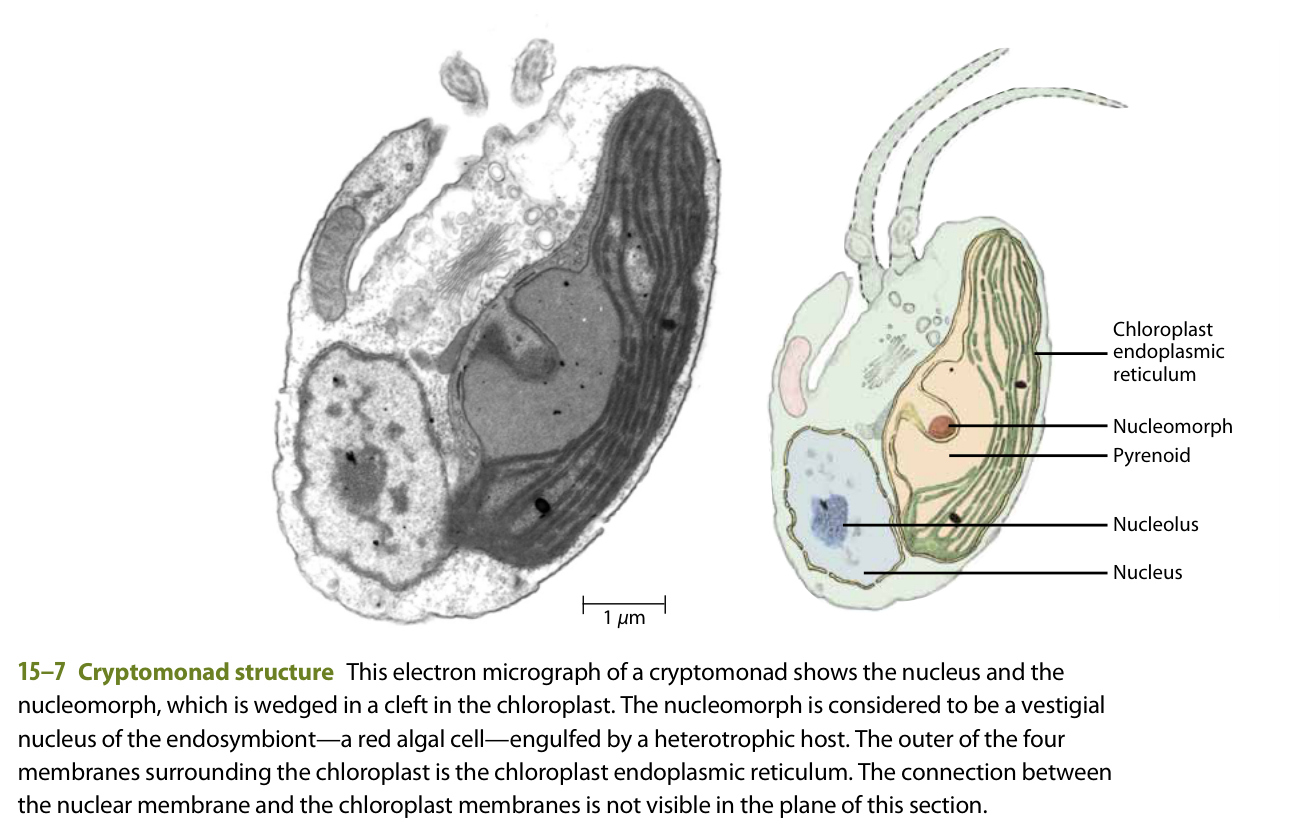 Chloroplast
endoplasmic
reticulum
Nucleomorph
Pyrenoid
Nucleolus
Nucleus
1 μm
15–7 Cryptomonad structure This electron micrograph of a cryptomonad shows the nucleus and the
nucleomorph, which is wedged in a cleft in the chloroplast. The nucleomorph is considered to be a vestigial
nucleus of the endosymbiont—a red algal cell—engulfed by a heterotrophic host. The outer of the four
membranes surrounding the chloroplast is the chloroplast endoplasmic reticulum. The connection between
the nuclear membrane and the chloroplast membranes is not visible in the plane of this section.